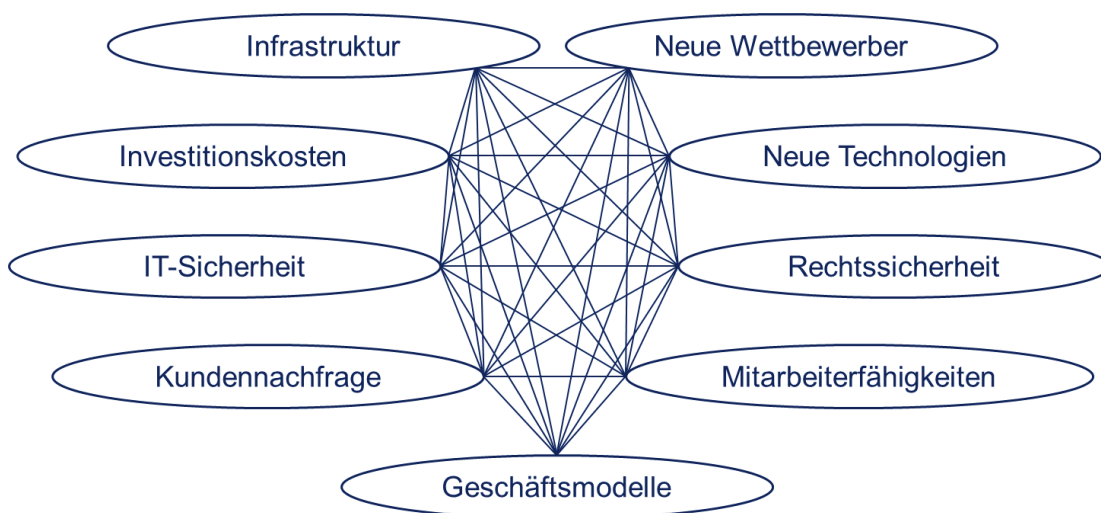 Infrastruktur
Neue Wettbewerber
Investitionskosten
Neue Technologien
IT-Sicherheit
Rechtssicherheit
Kundennachfrage
Mitarbeiterfähigkeiten
Geschäftsmodelle